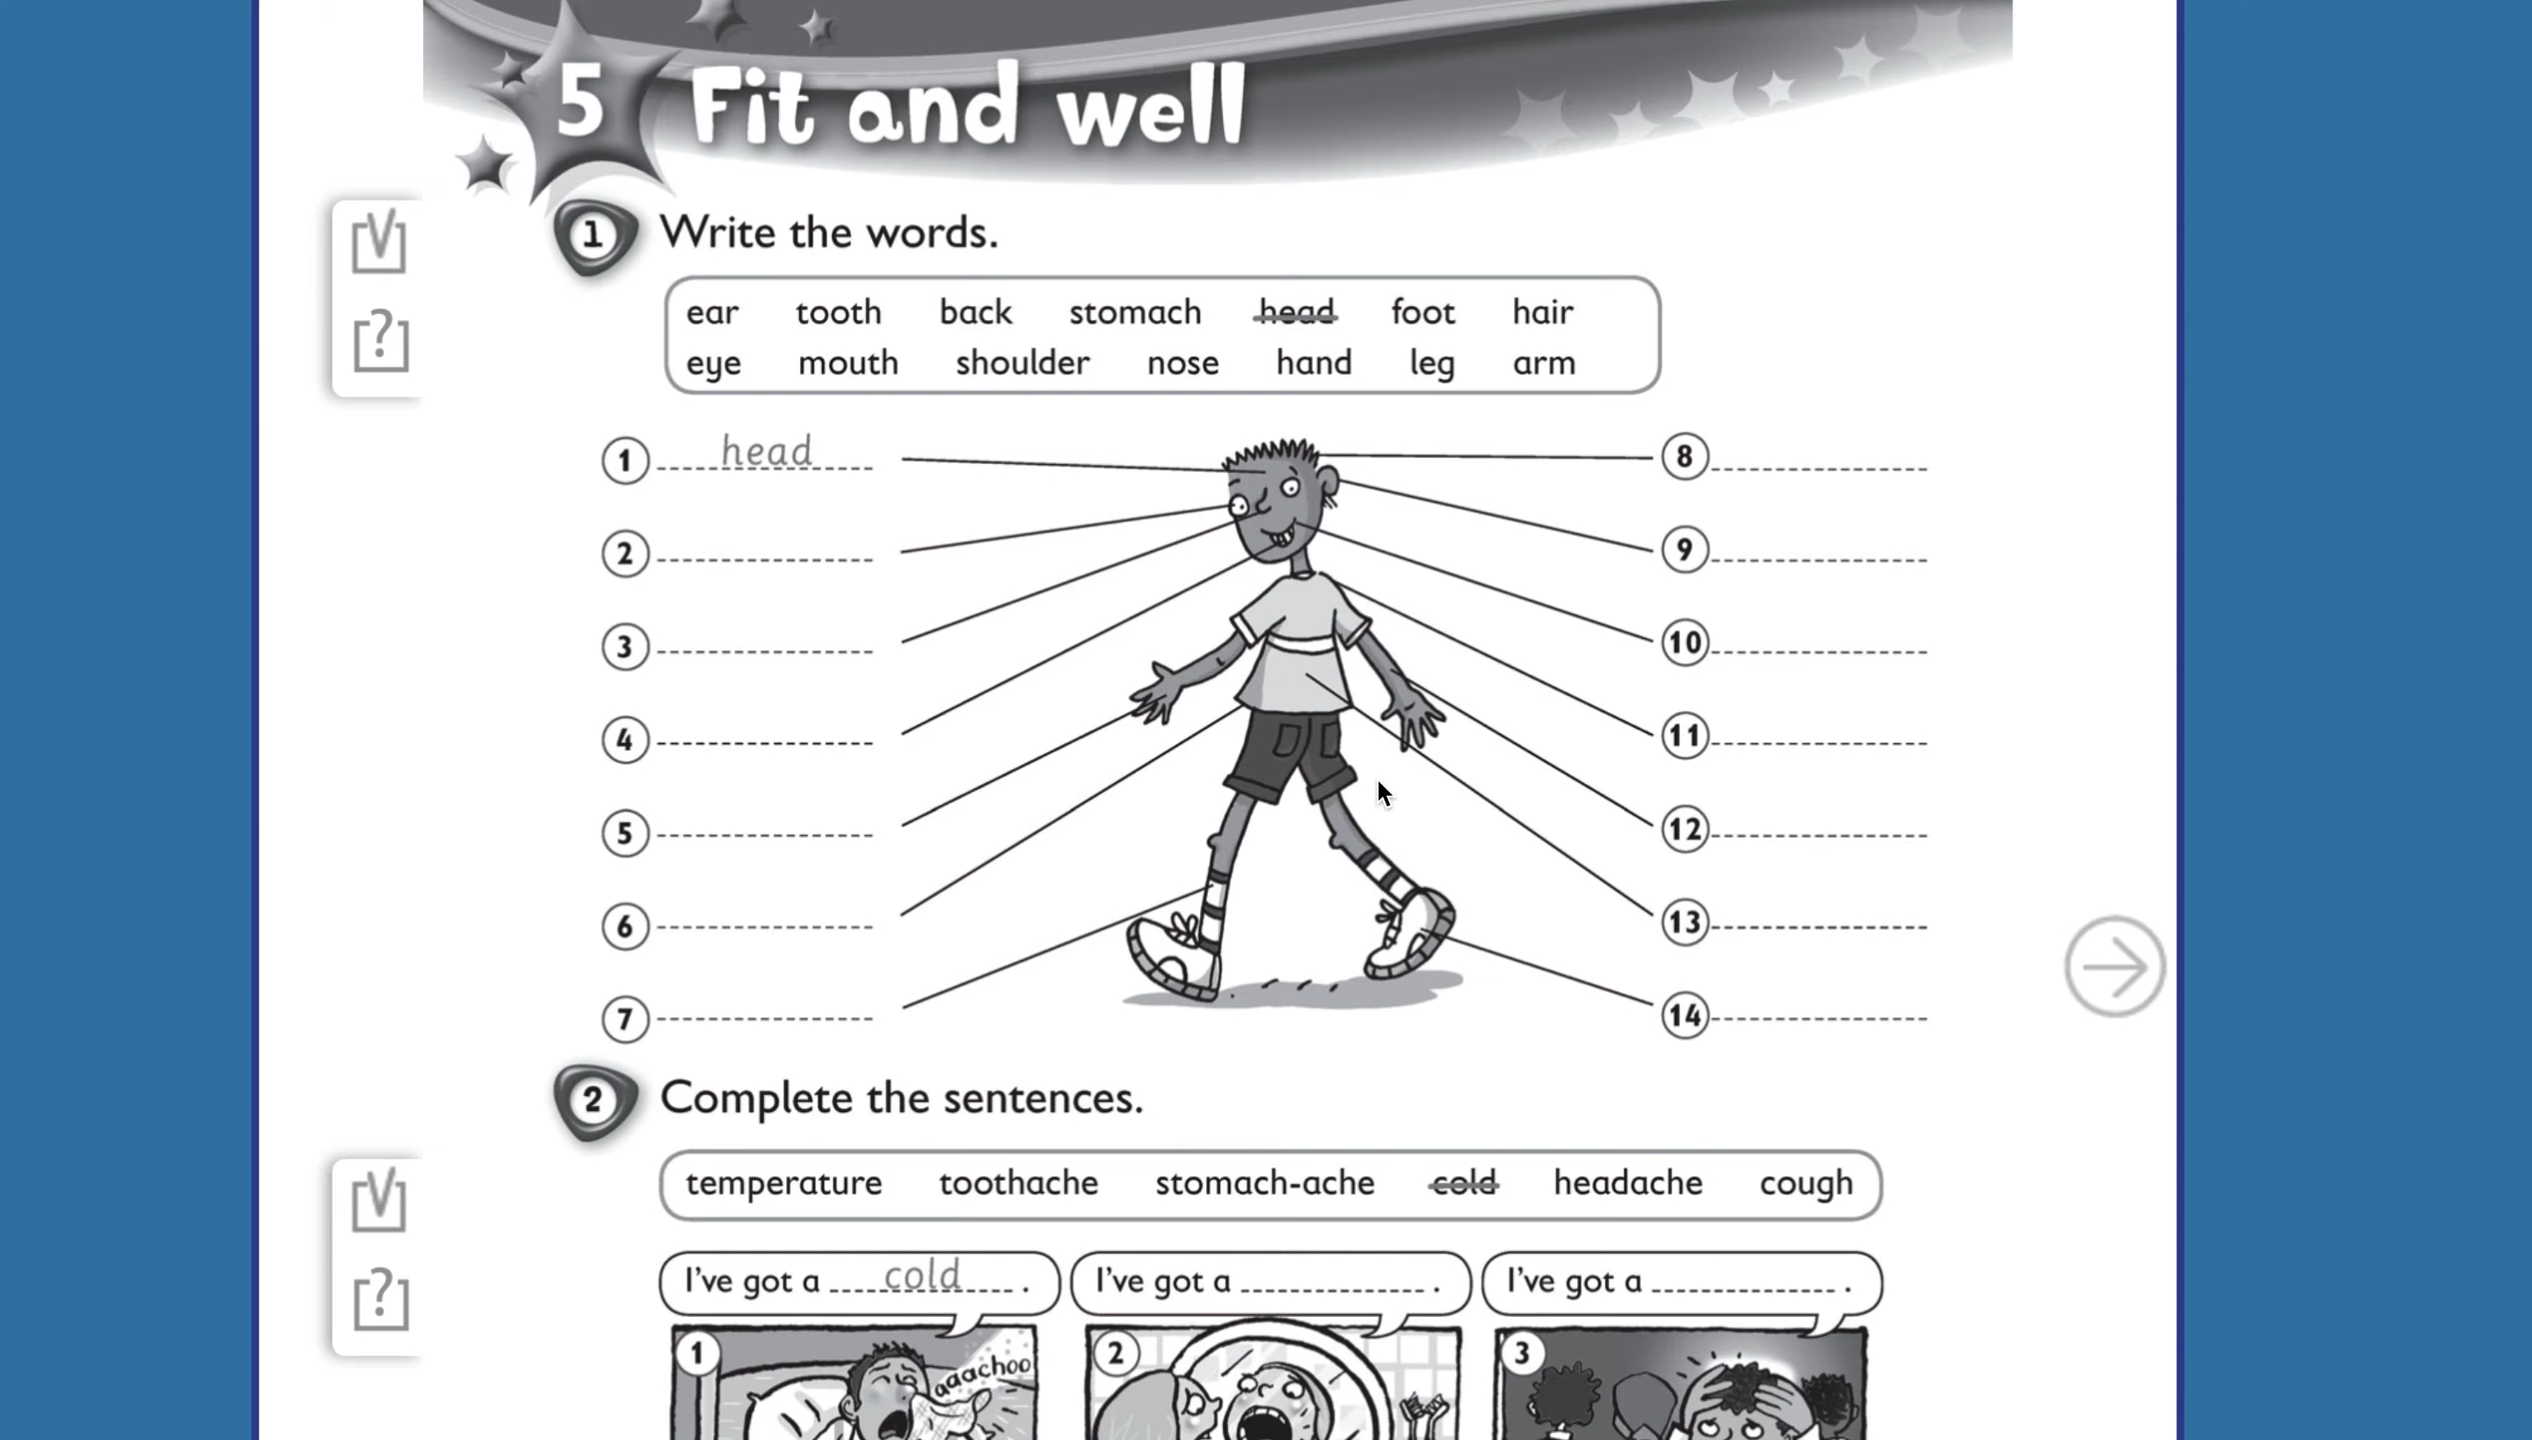 5 Fit and well
1 Write the words.
ear tooth back stomach head foot hair
eye mouth shoulder nose hand leg arm
1 head
2
3
4
5
6
7
8
9
10
11
12
13
14
2 Complete the sentences.
temperature toothache stomach-ache cold headache cough
I've got a cold.
I've got a .
I've got a .
1
aaachoo
2
3